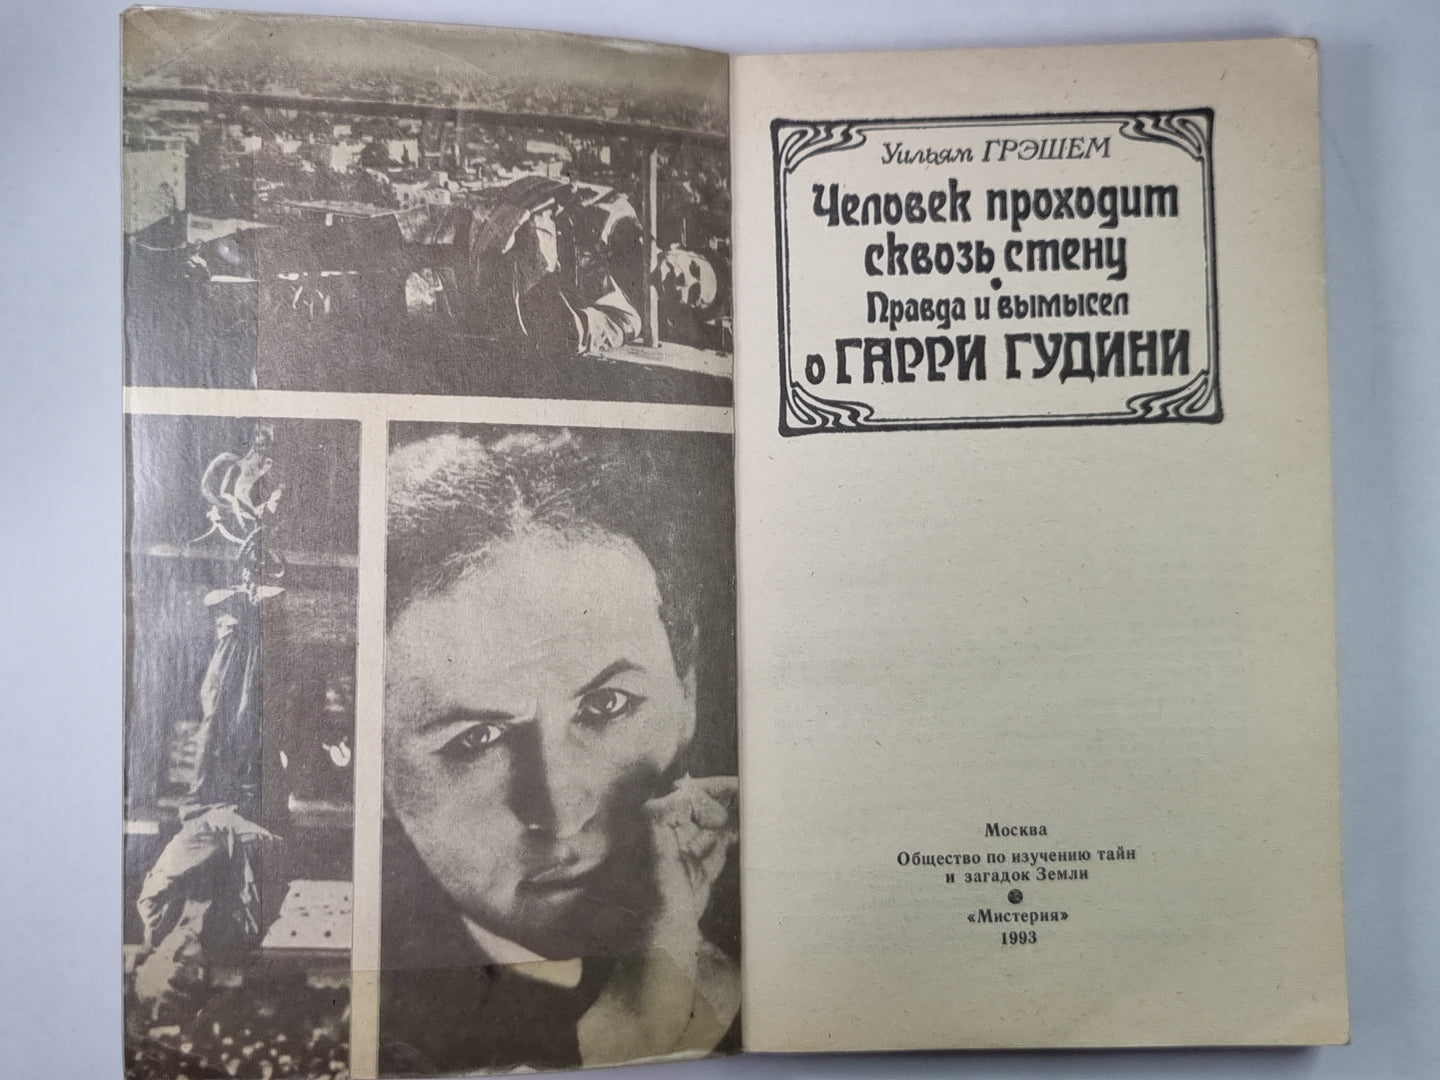 Уильям ГРЭШЕМ
Человек проходит
сквозь стену
Правда и вымысел
о ГАРРИ ГУДИНИ
Москва
Общество по изучению тайн
и загадок Земли
«Мистерия»
1993